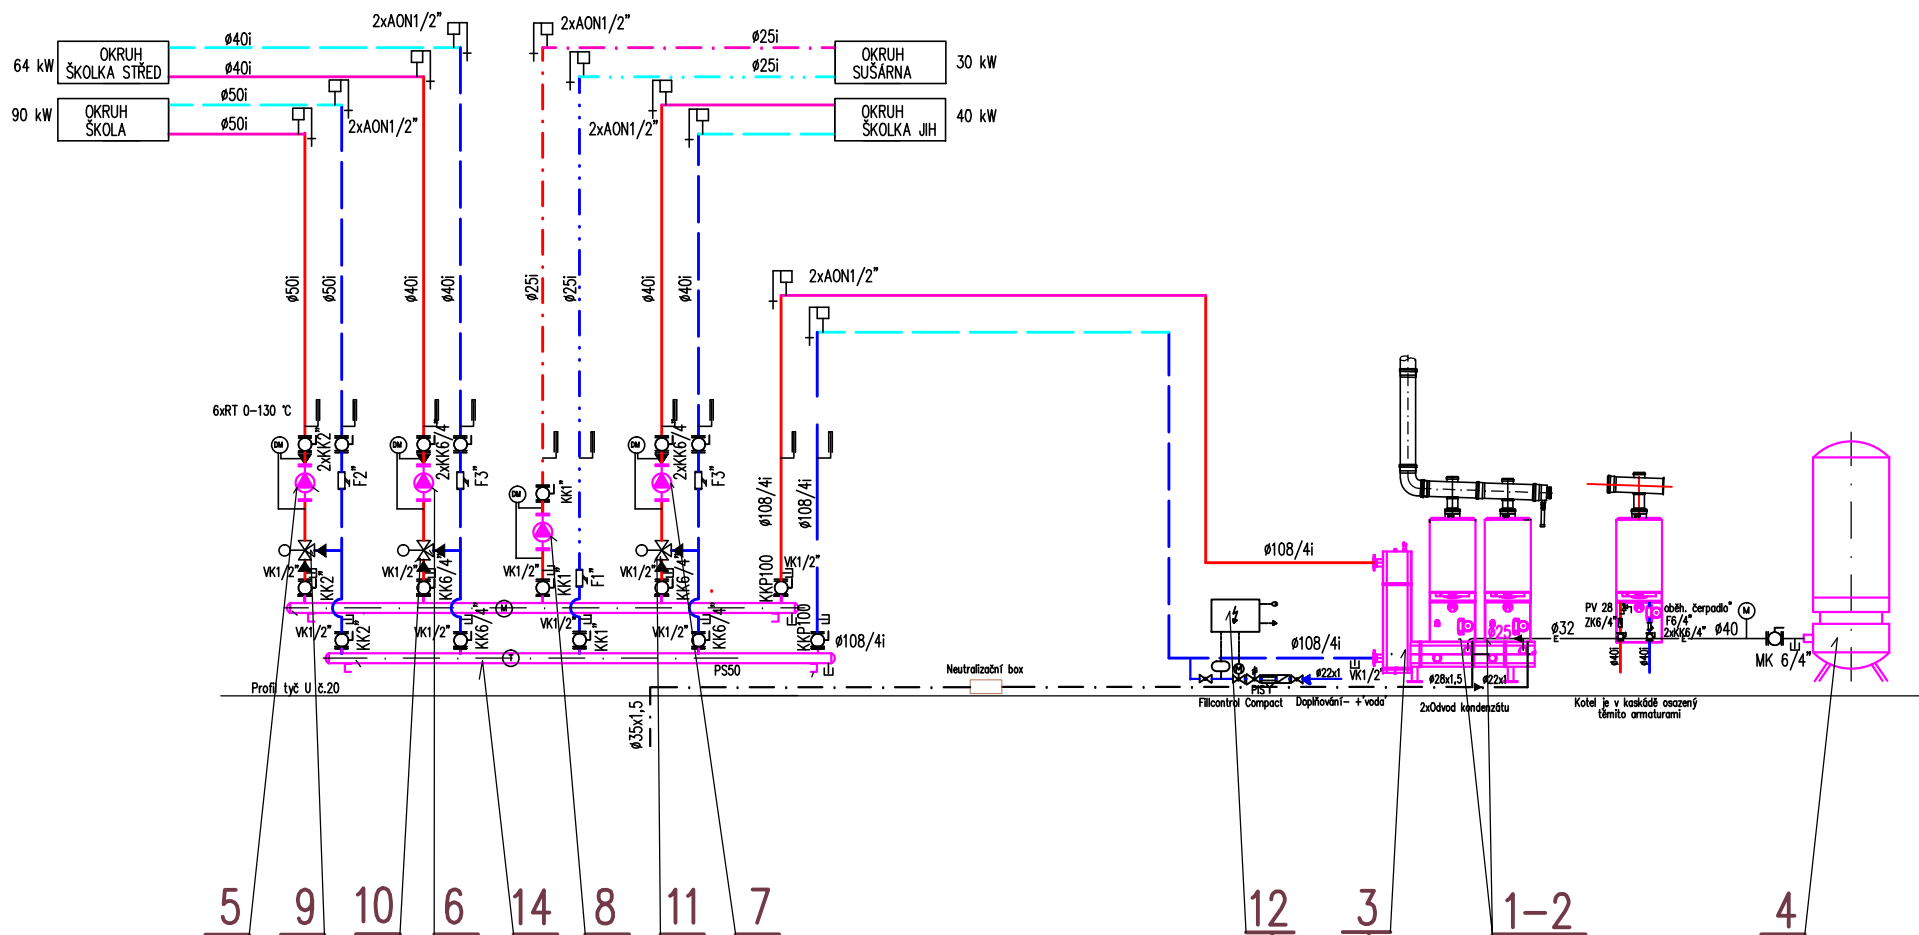 2xAON1/2"
2xAON1/2"
64 kW
OKRUH
ŠKOLKA STŘED
ø40i
ø40i
90 kW
OKRUH
ŠKOLA
ø50i
ø50i
2xAON1/2"
2xAON1/2"
ø25i
ø25i
OKRUH
SUŠÁRNA
30 kW
OKRUH
ŠKOLKA JIH
40 kW
ø50i
ø50i
ø40i
ø40i
ø25i
ø25i
ø40i
ø40i
2xAON1/2"
6xRT 0-130 °C
DM
2xKK2"
F2"
DM
2xKK6/4"
F3"
DM
KK1"
DM
2xKK6/4"
F3"
ø108/4i
ø108/4i
VK1/2"
KK2"
VK1/2"
KK6/4"
VK1/2"
KK1"
F1"
VK1/2"
KK6/4"
KKP100
VK1/2"
M
VK1/2"
KK2"
VK1/2"
KK6/4"
VK1/2"
KK1"
VK1/2"
KK6/4"
KKP100
ø108/4i
T
PS50
Profil tyč U č.20
ø35x1,5
Neutralizační box
ø108/4i
ø108/4i
M
VK1/2"
ø22x1
Fillcontrol Compact
Doplňování- +'voda'
ø28x1,5
ø22x1
2xOdvod kondenzátu
ø25
ø32
PV 28
ZK6/4"
oběh. čerpadlo"
F6/4"
2xKK6/4"
ø40
M
ø40i
ø40i
Kotel je v kaskádě osazený
těmito armaturami
MK 6/4"
5
9
10
6
14
8
11
7
12
3
1-2
4